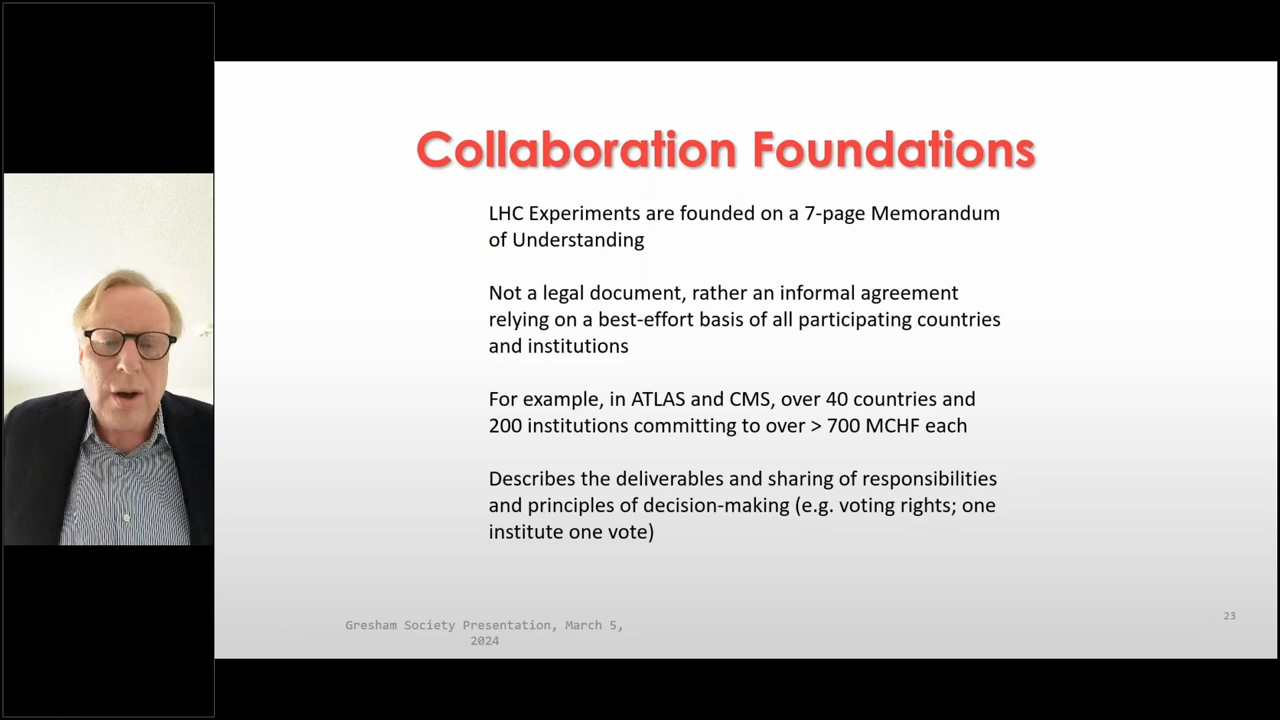 Collaboration Foundations
LHC Experiments are founded on a 7-page Memorandum
of Understanding
Not a legal document, rather an informal agreement
relying on a best-effort basis of all participating countries
and institutions
For example, in ATLAS and CMS, over 40 countries and
200 institutions committing to over > 700 MCHF each
Describes the deliverables and sharing of responsibilities
and principles of decision-making (e.g. voting rights; one
institute one vote)
Gresham Society Presentation, March 5,
2024
23